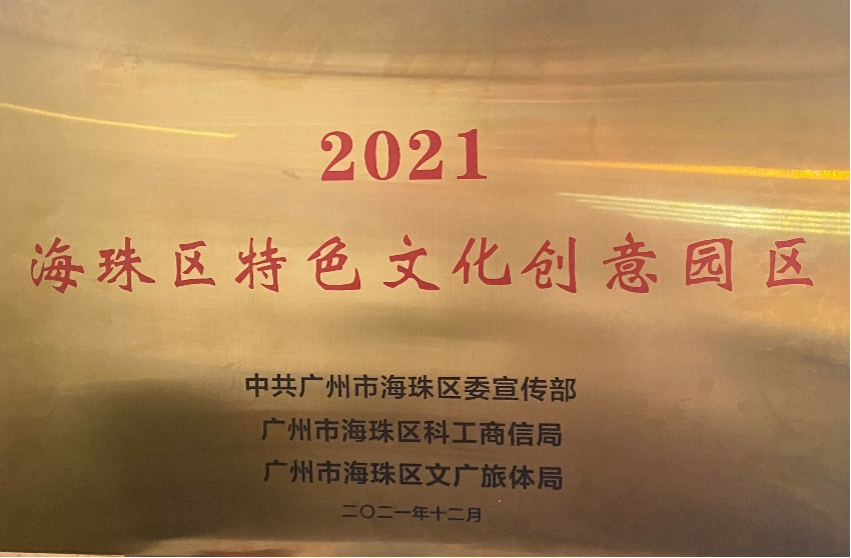 2021
海珠区特色文化创意园区
中共广州市海珠区委宣传部
广州市海珠区科工商信局
广州市海珠区文广旅体局
二〇二一年十二月